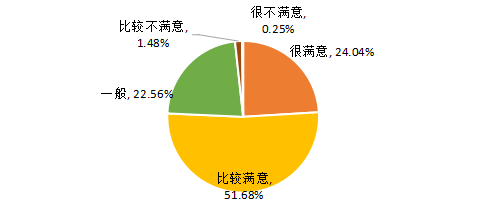 很不满意,
0.25%
比较不满意,
1.48%
很满意, 24.04%
一般, 22.56%
比较满意,
51.68%